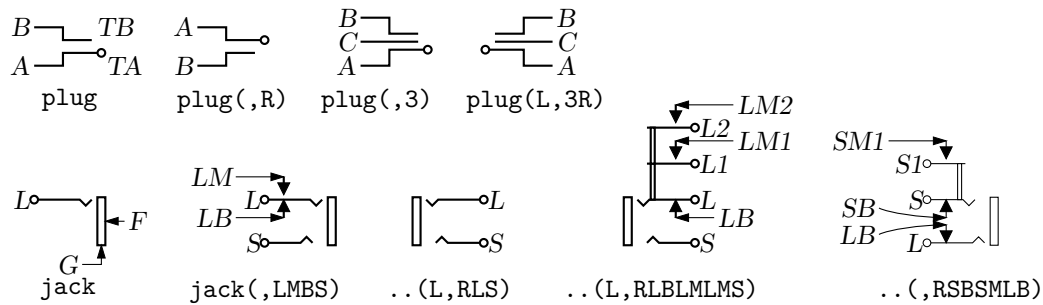 B TB A B C B C
A TA B A A
plug plug(,R) plug(,3) plug(L,3R)
LM2
L2
LM1
L1
SM1
S1
L F G
LM L LB S
L S
L LB S
S SB LB L
jack jack(,LMBS) ..(L,RLS) ..(L,RLBLMLMS) ..(,RSBSMLB)